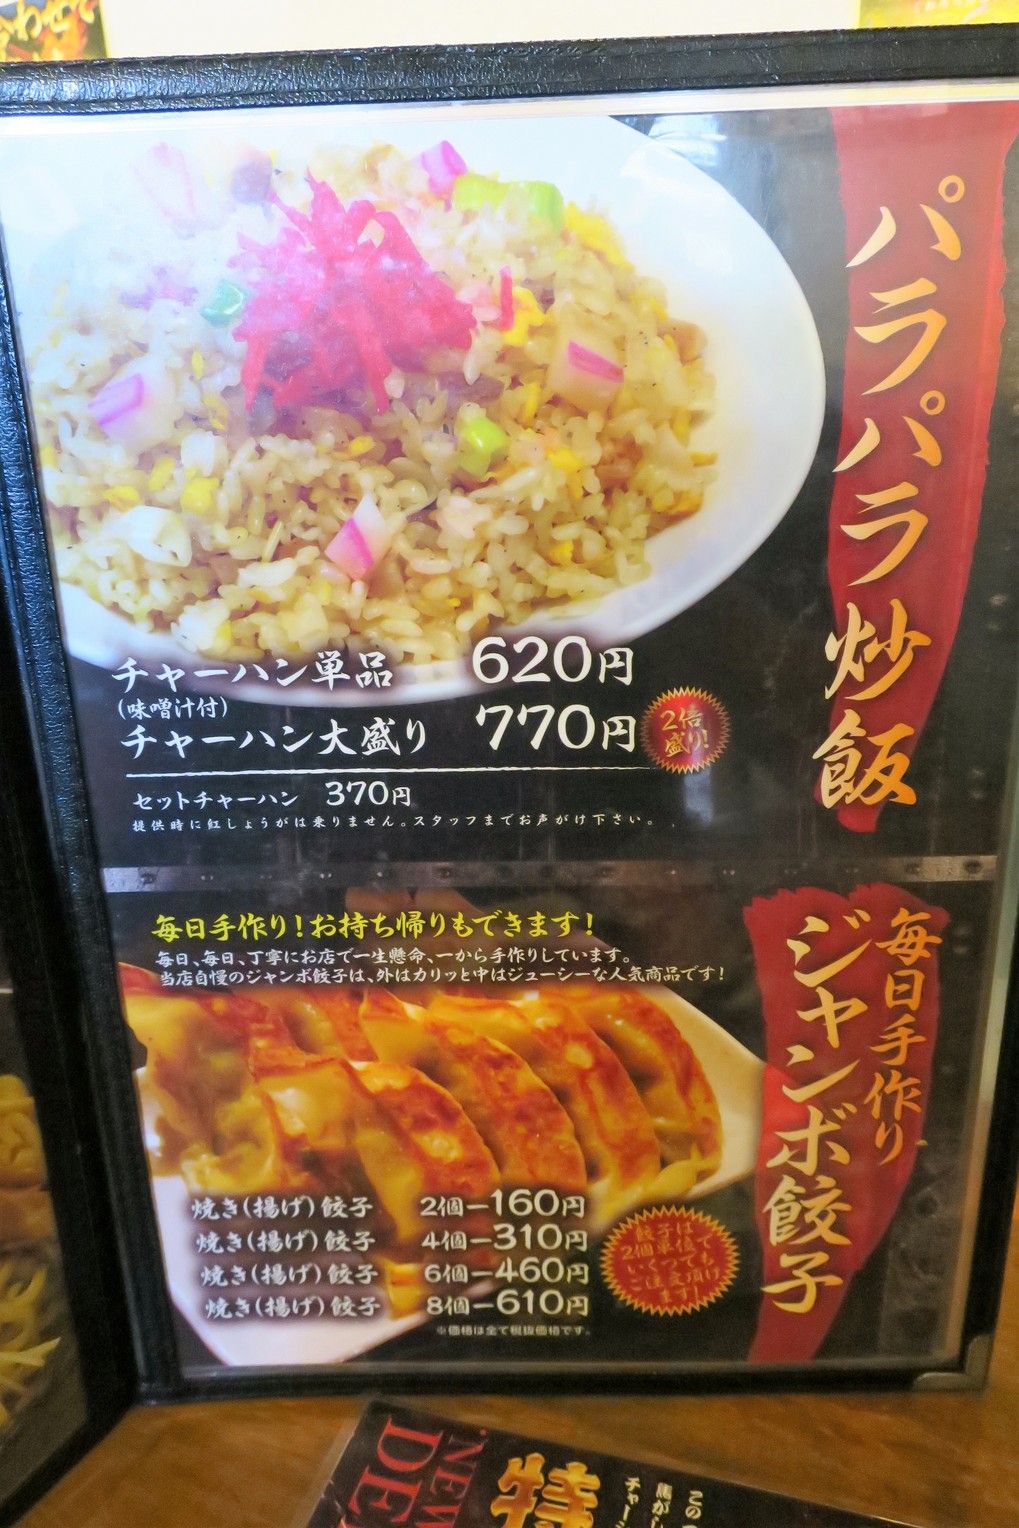 パラパラ炒飯
チャーハン単品 620円
(味噌汁付)
チャーハン大盛り 770円
2倍
盛り!
セットチャーハン 370円
提供時に紅しょうがは乗りません。スタッフまでお声がけ下さい。
毎日手作り
ジャンボ餃子
毎日手作り!お持ち帰りもできます!
毎日、毎日、丁寧にお店で一生懸命、一から手作りしています。
当店自慢のジャンボ餃子は、外はカリッと中はジューシーな人気商品です!
焼き(揚げ)餃子 2個ー160円
焼き(揚げ)餃子 4個ー310円
焼き(揚げ)餃子 6個ー460円
焼き(揚げ)餃子 8個ー610円
餃子は
2個単位で
いくつでも
ご注文頂け
ます!
※価格は全て税抜価格です。
NEW
DE
特
この
チャー